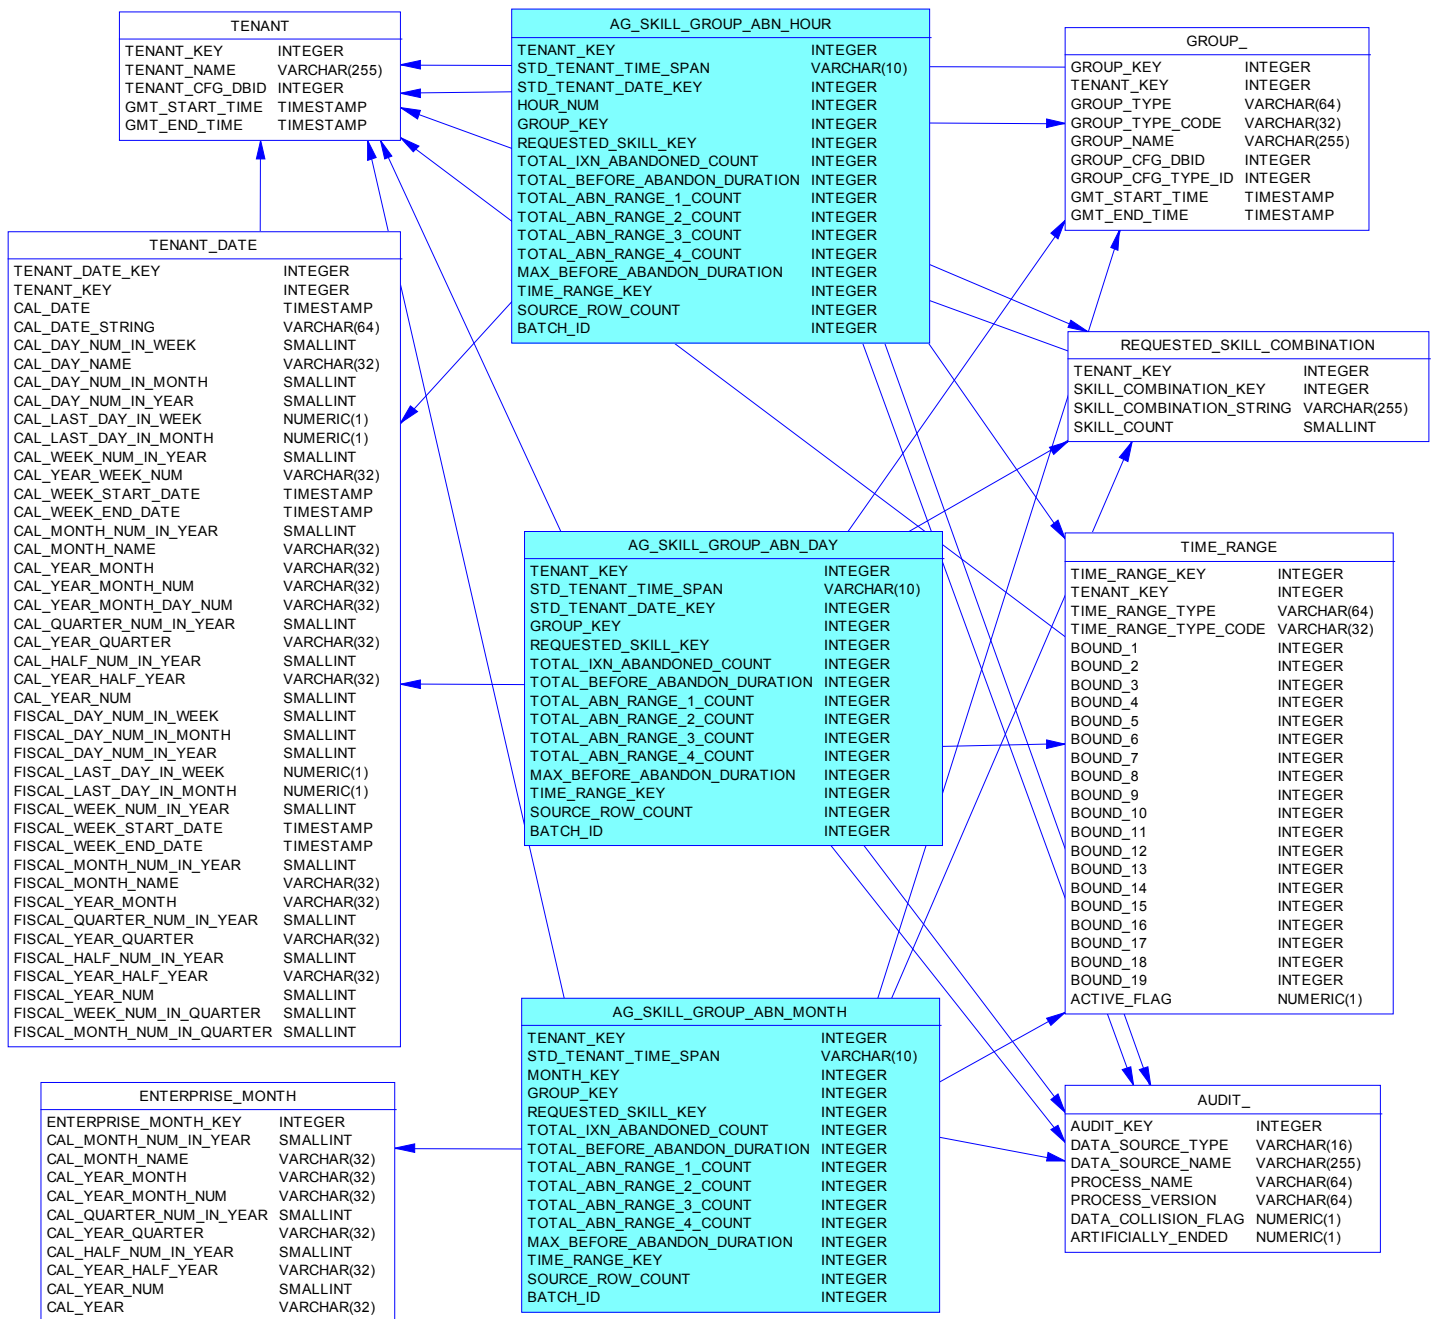 TENANT
TENANT_KEY INTEGER
TENANT_NAME VARCHAR(255)
TENANT_CFG_DBID INTEGER
GMT_START_TIME TIMESTAMP
GMT_END_TIME TIMESTAMP
TENANT_DATE
TENANT_DATE_KEY INTEGER
TENANT_KEY INTEGER
CAL_DATE TIMESTAMP
CAL_DATE_STRING VARCHAR(64)
CAL_DAY_NUM_IN_WEEK SMALLINT
CAL_DAY_NAME VARCHAR(32)
CAL_DAY_NUM_IN_MONTH SMALLINT
CAL_DAY_NUM_IN_YEAR SMALLINT
CAL_LAST_DAY_IN_WEEK NUMERIC(1)
CAL_LAST_DAY_IN_MONTH NUMERIC(1)
CAL_WEEK_NUM_IN_YEAR SMALLINT
CAL_YEAR_WEEK_NUM VARCHAR(32)
CAL_WEEK_START_DATE TIMESTAMP
CAL_WEEK_END_DATE TIMESTAMP
CAL_MONTH_NUM_IN_YEAR SMALLINT
CAL_MONTH_NAME VARCHAR(32)
CAL_YEAR_MONTH VARCHAR(32)
CAL_YEAR_MONTH_NUM VARCHAR(32)
CAL_YEAR_MONTH_DAY_NUM VARCHAR(32)
CAL_QUARTER_NUM_IN_YEAR SMALLINT
CAL_YEAR_QUARTER VARCHAR(32)
CAL_HALF_NUM_IN_YEAR SMALLINT
CAL_YEAR_HALF_YEAR VARCHAR(32)
CAL_YEAR_NUM SMALLINT
FISCAL_DAY_NUM_IN_WEEK SMALLINT
FISCAL_DAY_NUM_IN_MONTH SMALLINT
FISCAL_DAY_NUM_IN_YEAR SMALLINT
FISCAL_LAST_DAY_IN_WEEK NUMERIC(1)
FISCAL_LAST_DAY_IN_MONTH NUMERIC(1)
FISCAL_WEEK_NUM_IN_YEAR SMALLINT
FISCAL_WEEK_START_DATE TIMESTAMP
FISCAL_WEEK_END_DATE TIMESTAMP
FISCAL_MONTH_NUM_IN_YEAR SMALLINT
FISCAL_MONTH_NAME VARCHAR(32)
FISCAL_YEAR_MONTH VARCHAR(32)
FISCAL_QUARTER_NUM_IN_YEAR SMALLINT
FISCAL_YEAR_QUARTER VARCHAR(32)
FISCAL_HALF_NUM_IN_YEAR SMALLINT
FISCAL_YEAR_HALF_YEAR VARCHAR(32)
FISCAL_YEAR_NUM SMALLINT
FISCAL_WEEK_NUM_IN_QUARTER SMALLINT
FISCAL_MONTH_NUM_IN_QUARTER SMALLINT
ENTERPRISE_MONTH
ENTERPRISE_MONTH_KEY INTEGER
CAL_MONTH_NUM_IN_YEAR SMALLINT
CAL_MONTH_NAME VARCHAR(32)
CAL_YEAR_MONTH VARCHAR(32)
CAL_YEAR_MONTH_NUM VARCHAR(32)
CAL_QUARTER_NUM_IN_YEAR SMALLINT
CAL_YEAR_QUARTER VARCHAR(32)
CAL_HALF_NUM_IN_YEAR SMALLINT
CAL_YEAR_HALF_YEAR VARCHAR(32)
CAL_YEAR_NUM SMALLINT
CAL_YEAR VARCHAR(32)
AG_SKILL_GROUP_ABN_HOUR
TENANT_KEY INTEGER
STD_TENANT_TIME_SPAN VARCHAR(10)
STD_TENANT_DATE_KEY INTEGER
HOUR_NUM INTEGER
GROUP_KEY INTEGER
REQUESTED_SKILL_KEY INTEGER
TOTAL_IXN_ABANDONED_COUNT INTEGER
TOTAL_BEFORE_ABANDON_DURATION INTEGER
TOTAL_ABN_RANGE_1_COUNT INTEGER
TOTAL_ABN_RANGE_2_COUNT INTEGER
TOTAL_ABN_RANGE_3_COUNT INTEGER
TOTAL_ABN_RANGE_4_COUNT INTEGER
MAX_BEFORE_ABANDON_DURATION INTEGER
TIME_RANGE_KEY INTEGER
SOURCE_ROW_COUNT INTEGER
BATCH_ID INTEGER
AG_SKILL_GROUP_ABN_DAY
TENANT_KEY INTEGER
STD_TENANT_TIME_SPAN VARCHAR(10)
STD_TENANT_DATE_KEY INTEGER
GROUP_KEY INTEGER
REQUESTED_SKILL_KEY INTEGER
TOTAL_IXN_ABANDONED_COUNT INTEGER
TOTAL_BEFORE_ABANDON_DURATION INTEGER
TOTAL_ABN_RANGE_1_COUNT INTEGER
TOTAL_ABN_RANGE_2_COUNT INTEGER
TOTAL_ABN_RANGE_3_COUNT INTEGER
TOTAL_ABN_RANGE_4_COUNT INTEGER
MAX_BEFORE_ABANDON_DURATION INTEGER
TIME_RANGE_KEY INTEGER
SOURCE_ROW_COUNT INTEGER
BATCH_ID INTEGER
AG_SKILL_GROUP_ABN_MONTH
TENANT_KEY INTEGER
STD_TENANT_TIME_SPAN VARCHAR(10)
MONTH_KEY INTEGER
GROUP_KEY INTEGER
REQUESTED_SKILL_KEY INTEGER
TOTAL_IXN_ABANDONED_COUNT INTEGER
TOTAL_BEFORE_ABANDON_DURATION INTEGER
TOTAL_ABN_RANGE_1_COUNT INTEGER
TOTAL_ABN_RANGE_2_COUNT INTEGER
TOTAL_ABN_RANGE_3_COUNT INTEGER
TOTAL_ABN_RANGE_4_COUNT INTEGER
MAX_BEFORE_ABANDON_DURATION INTEGER
TIME_RANGE_KEY INTEGER
SOURCE_ROW_COUNT INTEGER
BATCH_ID INTEGER
GROUP_
GROUP_KEY INTEGER
TENANT_KEY INTEGER
GROUP_TYPE VARCHAR(64)
GROUP_TYPE_CODE VARCHAR(32)
GROUP_NAME VARCHAR(255)
GROUP_CFG_DBID INTEGER
GROUP_CFG_TYPE_ID INTEGER
GMT_START_TIME TIMESTAMP
GMT_END_TIME TIMESTAMP
REQUESTED_SKILL_COMBINATION
TENANT_KEY INTEGER
SKILL_COMBINATION_KEY INTEGER
SKILL_COMBINATION_STRING VARCHAR(255)
SKILL_COUNT SMALLINT
TIME_RANGE
TIME_RANGE_KEY INTEGER
TENANT_KEY INTEGER
TIME_RANGE_TYPE VARCHAR(64)
TIME_RANGE_TYPE_CODE VARCHAR(32)
BOUND_1 INTEGER
BOUND_2 INTEGER
BOUND_3 INTEGER
BOUND_4 INTEGER
BOUND_5 INTEGER
BOUND_6 INTEGER
BOUND_7 INTEGER
BOUND_8 INTEGER
BOUND_9 INTEGER
BOUND_10 INTEGER
BOUND_11 INTEGER
BOUND_12 INTEGER
BOUND_13 INTEGER
BOUND_14 INTEGER
BOUND_15 INTEGER
BOUND_16 INTEGER
BOUND_17 INTEGER
BOUND_18 INTEGER
BOUND_19 INTEGER
ACTIVE_FLAG NUMERIC(1)
AUDIT_
AUDIT_KEY INTEGER
DATA_SOURCE_TYPE VARCHAR(16)
DATA_SOURCE_NAME VARCHAR(255)
PROCESS_NAME VARCHAR(64)
PROCESS_VERSION VARCHAR(64)
DATA_COLLISION_FLAG NUMERIC(1)
ARTIFICIALLY_ENDED NUMERIC(1)